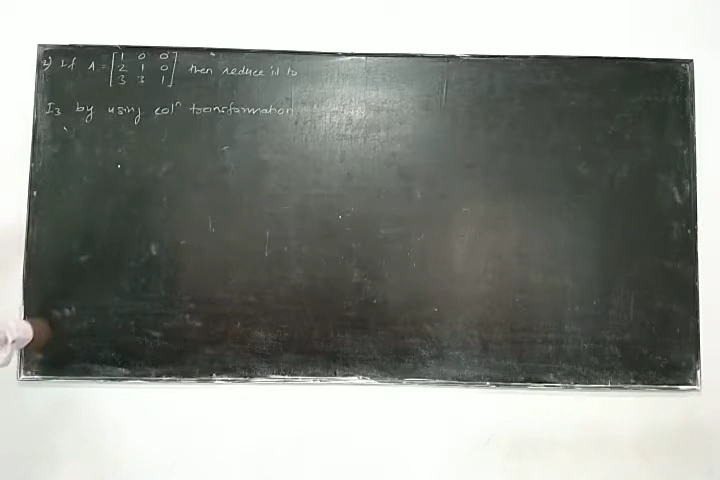 2) If A = [1 0 0
2 1 0
3 3 1] then reduce it to
I₃ by using colⁿ transformation